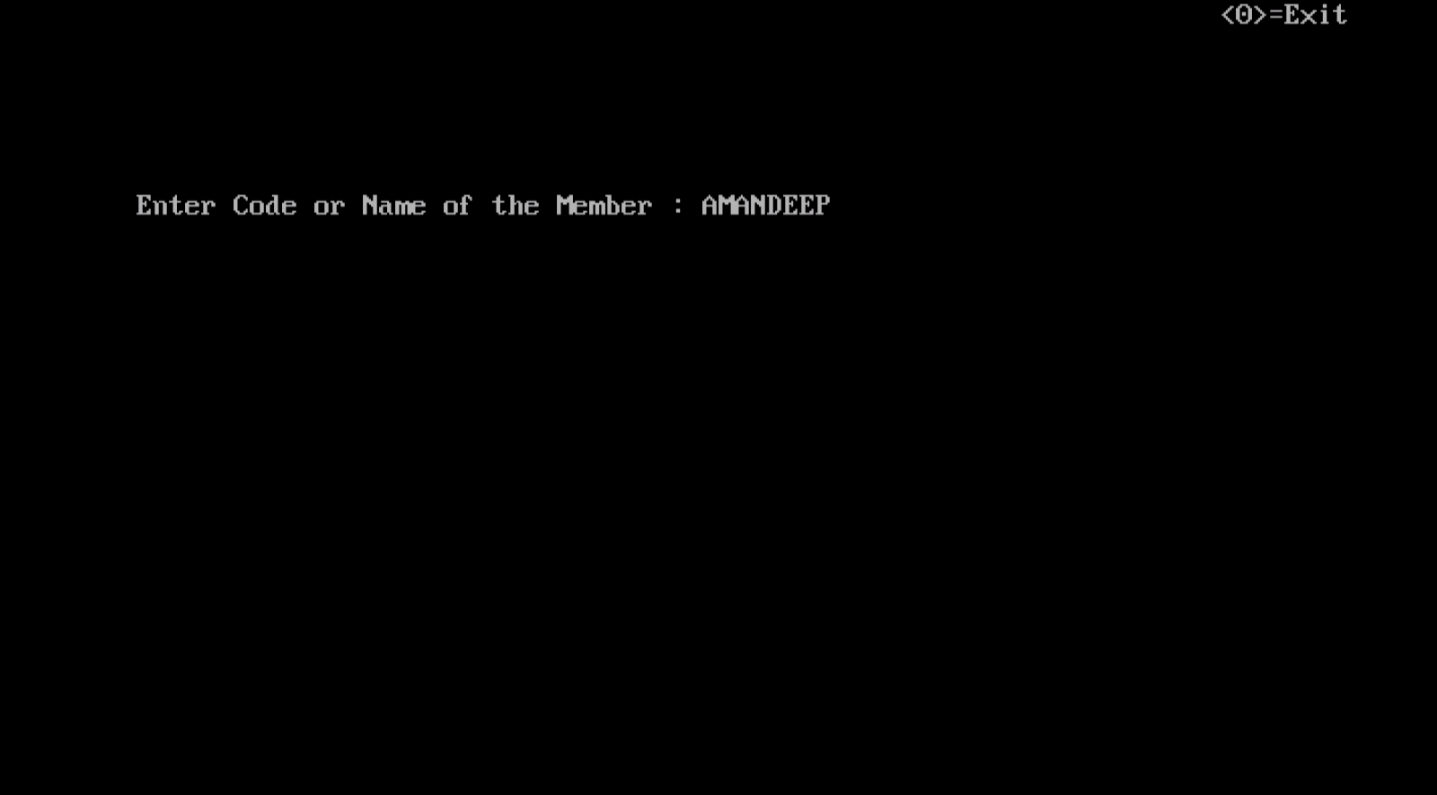 <0>=Exit
Enter Code or Name of the Member : AMANDEEP